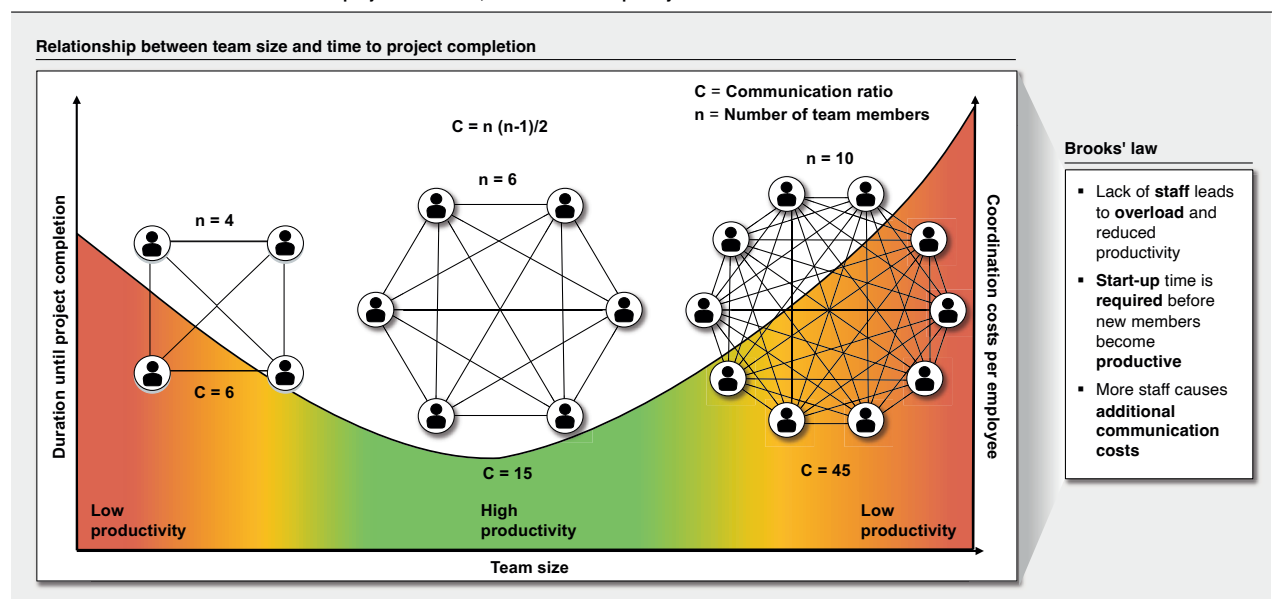 Relationship between team size and time to project completion
C = Communication ratio
n = Number of team members
C = n (n-1)/2
n = 10
n = 6
n = 4
C = 6
C = 15
C = 45
Duration until project completion
Coordination costs per employee
Low
productivity
High
productivity
Low
productivity
Team size
Brooks' law
▪ Lack of staff leads
to overload and
reduced
productivity
▪ Start-up time is
required before
new members
become
productive
▪ More staff causes
additional
communication
costs